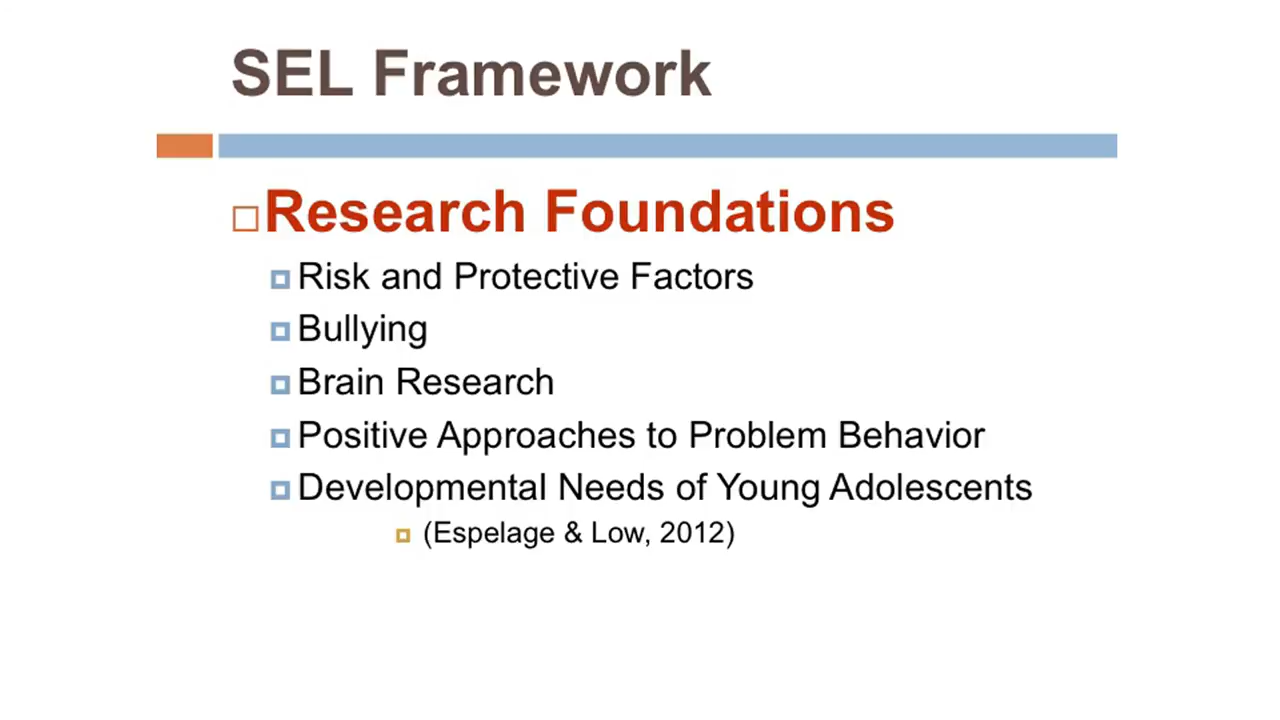 SEL Framework
Research Foundations
Risk and Protective Factors
Bullying
Brain Research
Positive Approaches to Problem Behavior
Developmental Needs of Young Adolescents
(Espelage & Low, 2012)